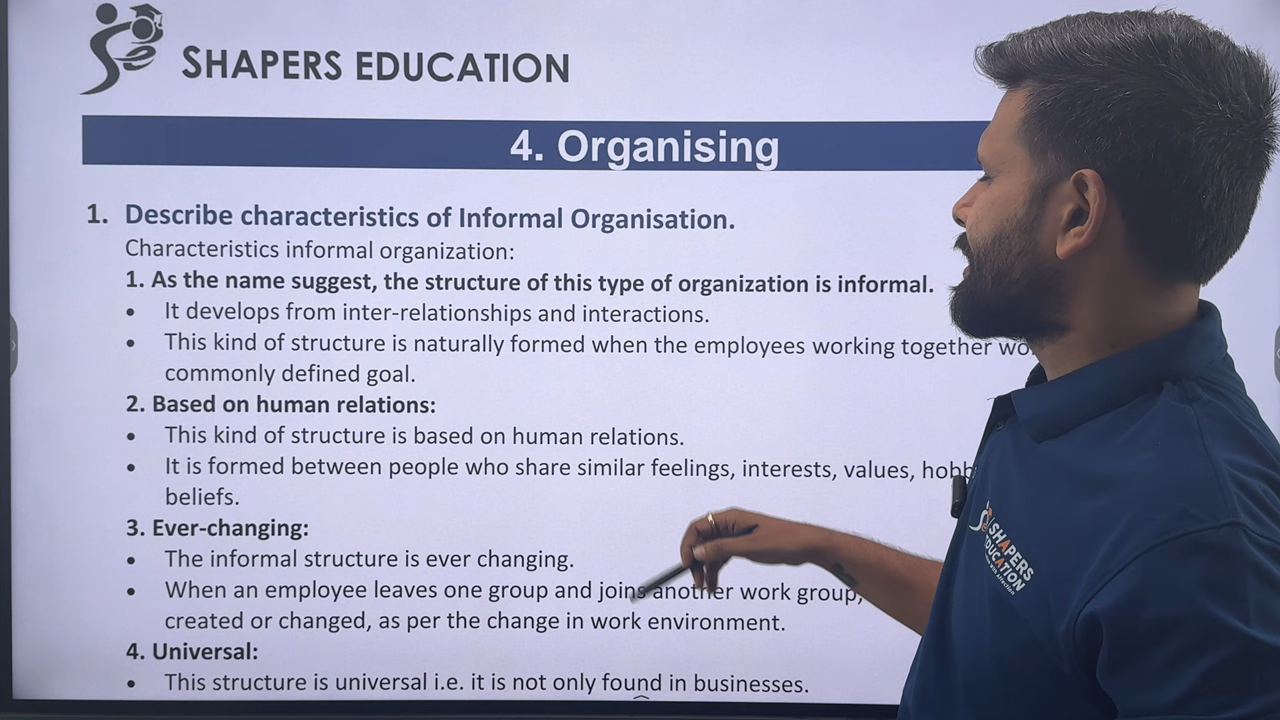 SHAPERS EDUCATION
4. Organising
1. Describe characteristics of Informal Organisation.
Characteristics informal organization:
1. As the name suggest, the structure of this type of organization is informal.
• It develops from inter-relationships and interactions.
• This kind of structure is naturally formed when the employees working together
commonly defined goal.
2. Based on human relations:
• This kind of structure is based on human relations.
• It is formed between people who share similar feelings, interests, values,
beliefs.
3. Ever-changing:
• The informal structure is ever changing.
• When an employee leaves one group and joins another work group,
created or changed, as per the change in work environment.
4. Universal:
• This structure is universal i.e. it is not only found in businesses.
SHAPERS
EDUCATION